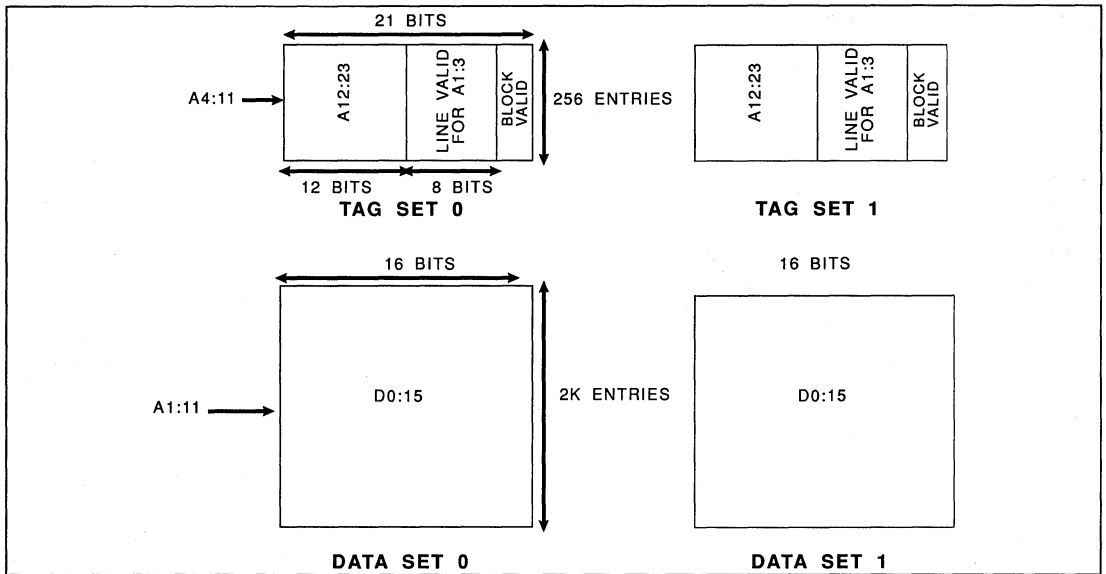 21 BITS
A4:11
A12:23
LINE VALID
FOR A1:3
BLOCK
VALID
256 ENTRIES
A12:23
LINE VALID
FOR A1:3
BLOCK
VALID
12 BITS
8 BITS
TAG SET 0
TAG SET 1
16 BITS
16 BITS
A1:11
D0:15
2K ENTRIES
D0:15
DATA SET 0
DATA SET 1